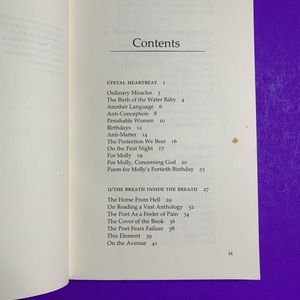 Contents
I/FETAL HEARTBEAT 1
Ordinary Miracles 3
The Birth of the Water Baby 4
Another Language 6
Anti-Conception 8
Perishable Women 10
Birthdays 12
Anti-Matter 14
The Protection We Bear 16
On the First Night 17
For Molly 19
For Molly, Concerning God 20
Poem for Molly's Fortieth Birthday 23
II/THE BREATH INSIDE THE BREATH 27
The Horse From Hell 29
On Reading a Vast Anthology 32
The Poet As a Feeler of Pain 34
The Cover of the Book 36
The Poet Fears Failure 38
This Element 39
On the Avenue 41
ix